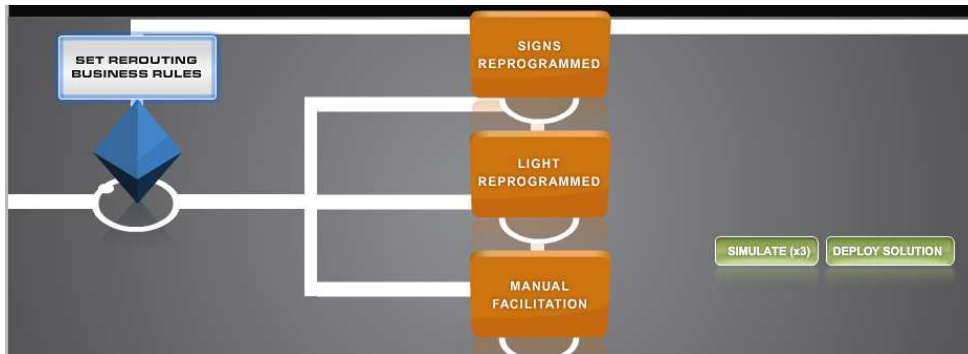 SET REROUTING
BUSINESS RULES
SIGNS
REPROGRAMMED
LIGHT
REPROGRAMMED
MANUAL
FACILITATION
SIMULATE (x3)
DEPLOY SOLUTION